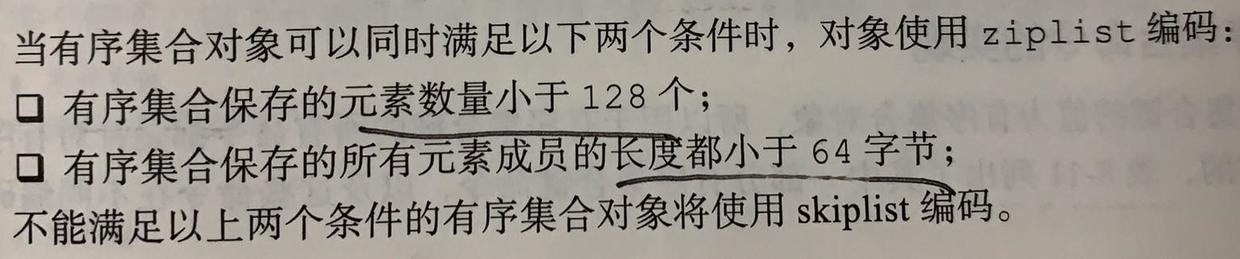 当有序集合对象可以同时满足以下两个条件时，对象使用 ziplist 编码：
❑ 有序集合保存的元素数量小于 128 个；
❑ 有序集合保存的所有元素成员的长度都小于 64 字节；
不能满足以上两个条件的有序集合对象将使用 skiplist 编码。